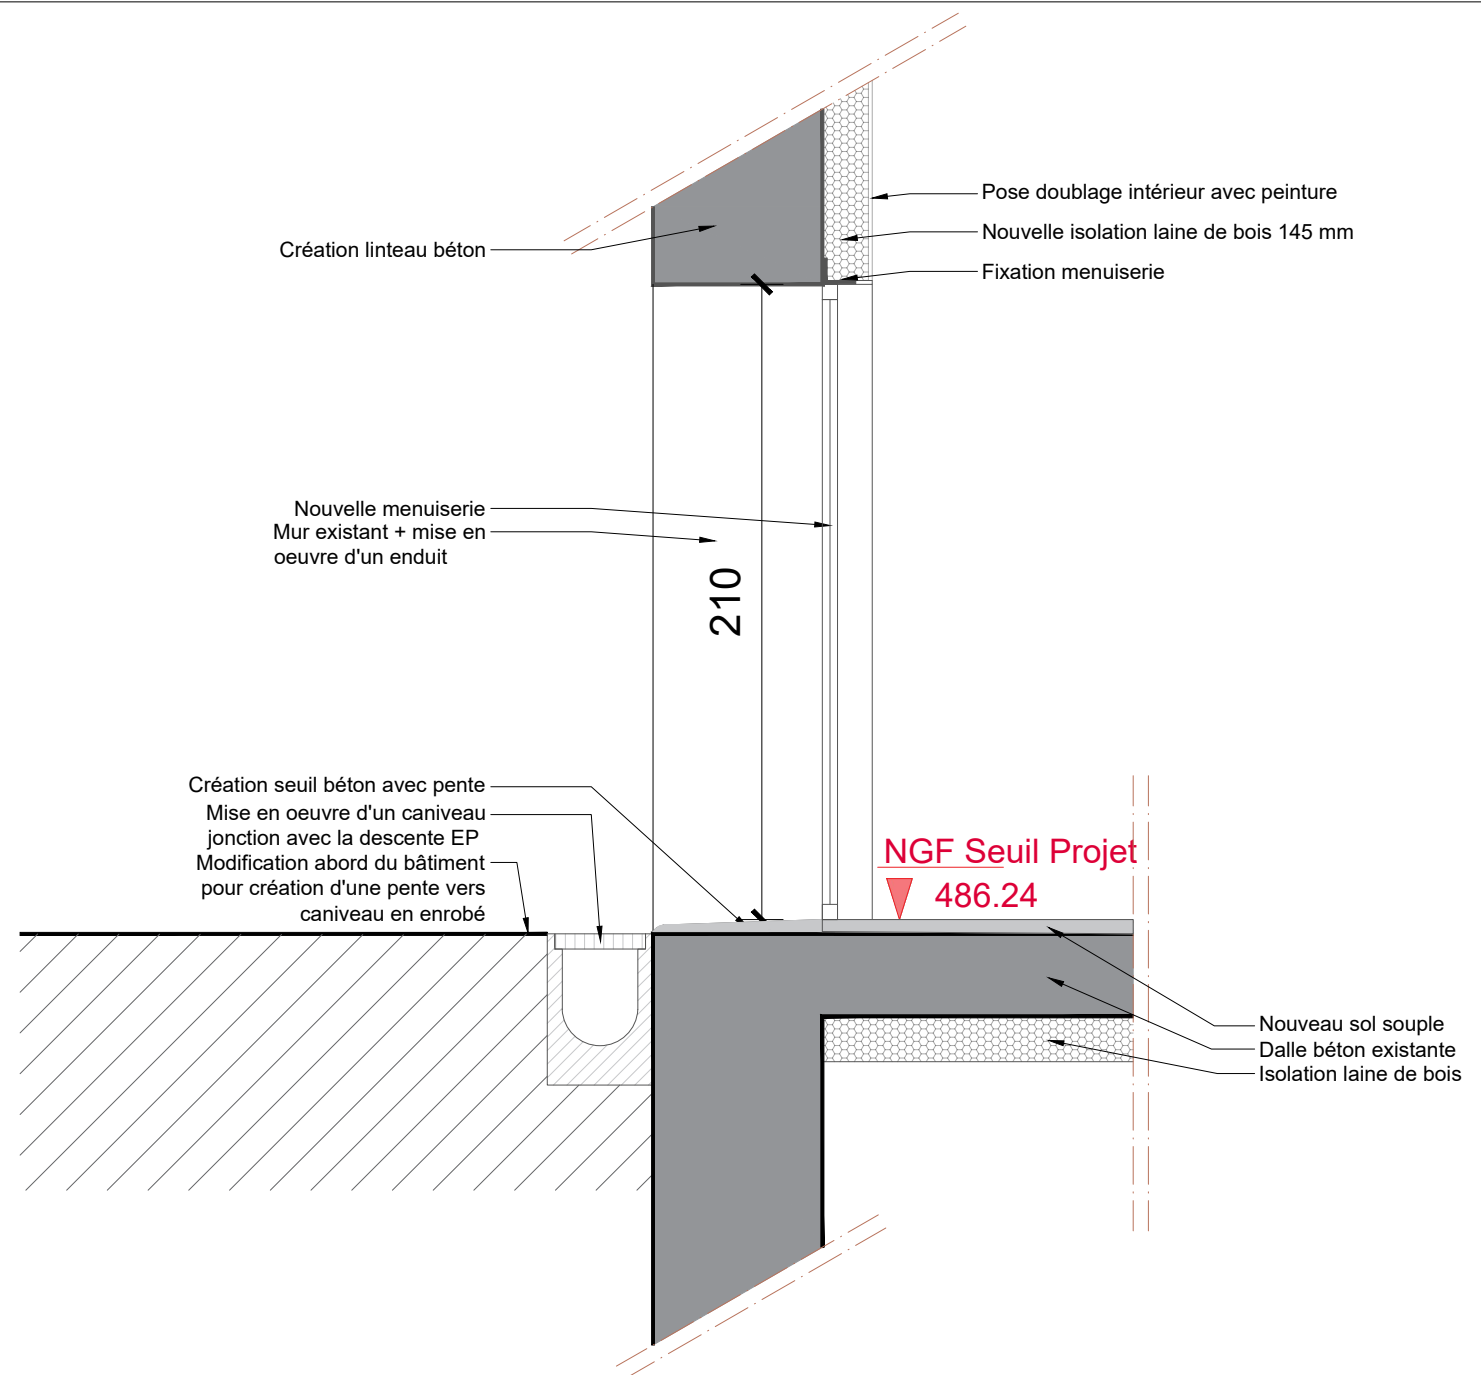 Pose doublage intérieur avec peinture
Nouvelle isolation laine de bois 145 mm
Création linteau béton
Fixation menuiserie
Nouvelle menuiserie
Mur existant + mise en
oeuvre d'un enduit
210
Création seuil béton avec pente
Mise en oeuvre d'un caniveau
jonction avec la descente EP
Modification abord du bâtiment
pour création d'une pente vers
caniveau en enrobé
NGF Seuil Projet
486.24
Nouveau sol souple
Dalle béton existante
Isolation laine de bois